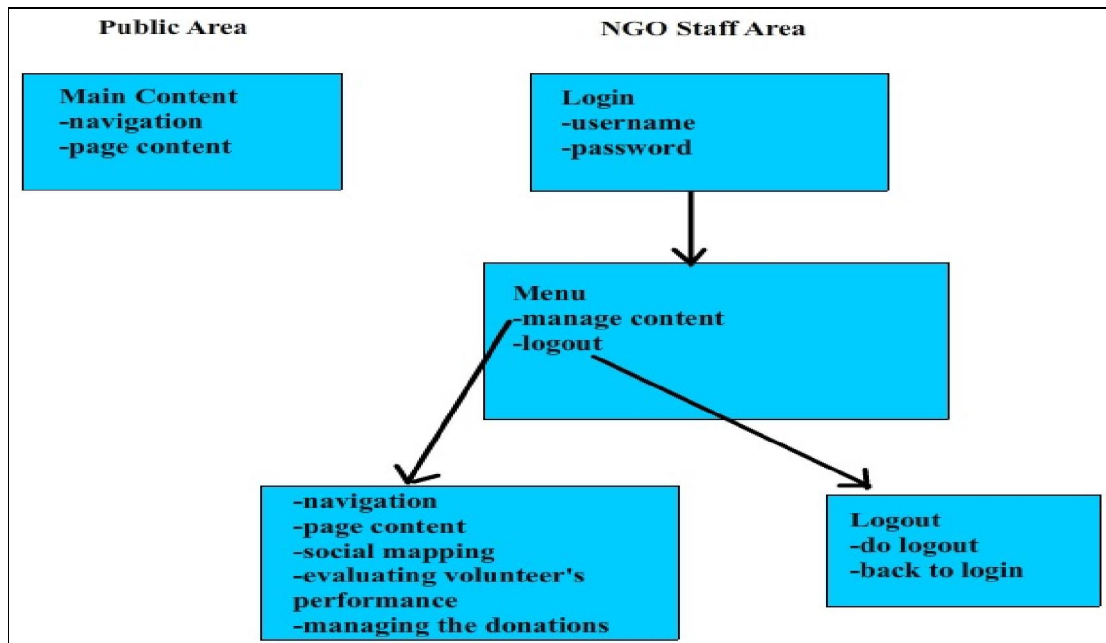 Public Area
NGO Staff Area
Main Content
-navigation
-page content
Login
-username
-password
Menu
-manage content
-logout
-navigation
-page content
-social mapping
-evaluating volunteer's
performance
-managing the donations
Logout
-do logout
-back to login